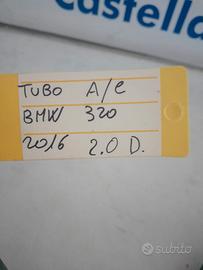 Castella
TUBO A/C
BMW 320
2016 2.0 D.
subito